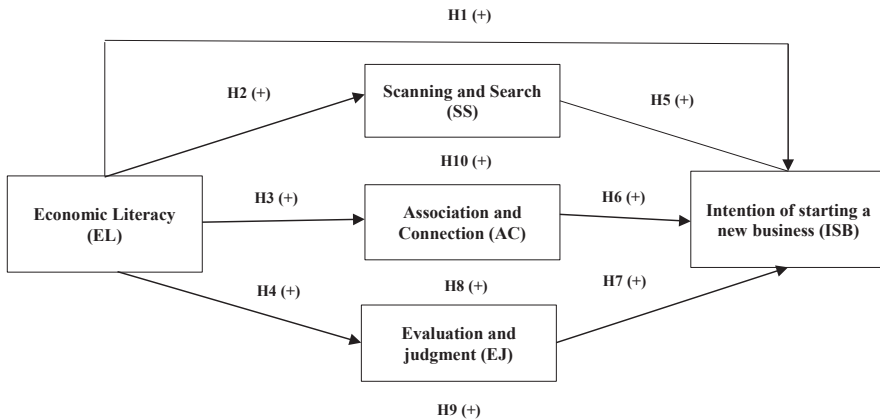 H1 (+)
H2 (+)
Scanning and Search
(SS)
H5 (+)
H10 (+)
Economic Literacy
(EL)
H3 (+)
Association and
Connection (AC)
H6 (+)
Intention of starting a
new business (ISB)
H4 (+)
H8 (+)
H7 (+)
Evaluation and
judgment (EJ)
H9 (+)